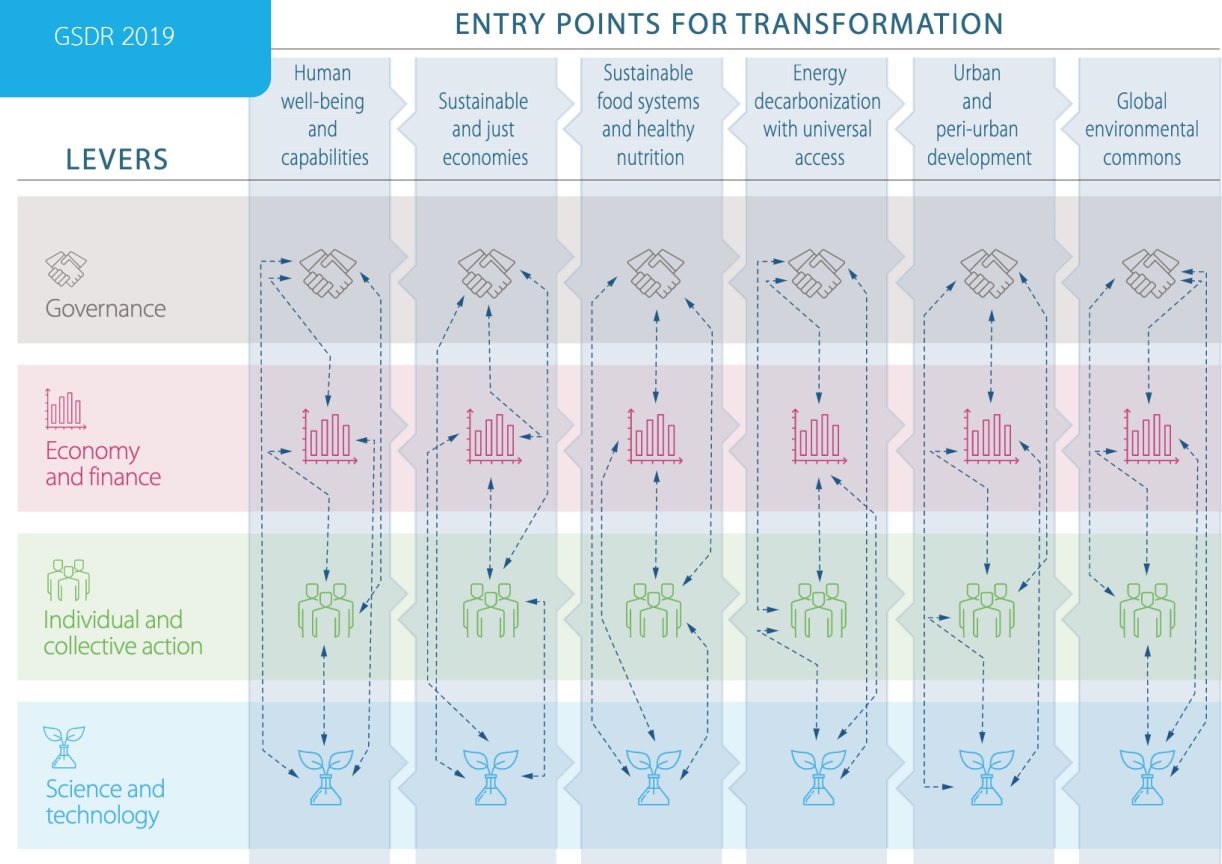 GSDR 2019
ENTRY POINTS FOR TRANSFORMATION
LEVERS
Human
well-being
and
capabilities
Sustainable
and just
economies
Sustainable
food systems
and healthy
nutrition
Energy
decarbonization
with universal
access
Urban
and
peri-urban
development
Global
environmental
commons
Governance
Economy
and finance
Individual and
collective action
Science and
technology